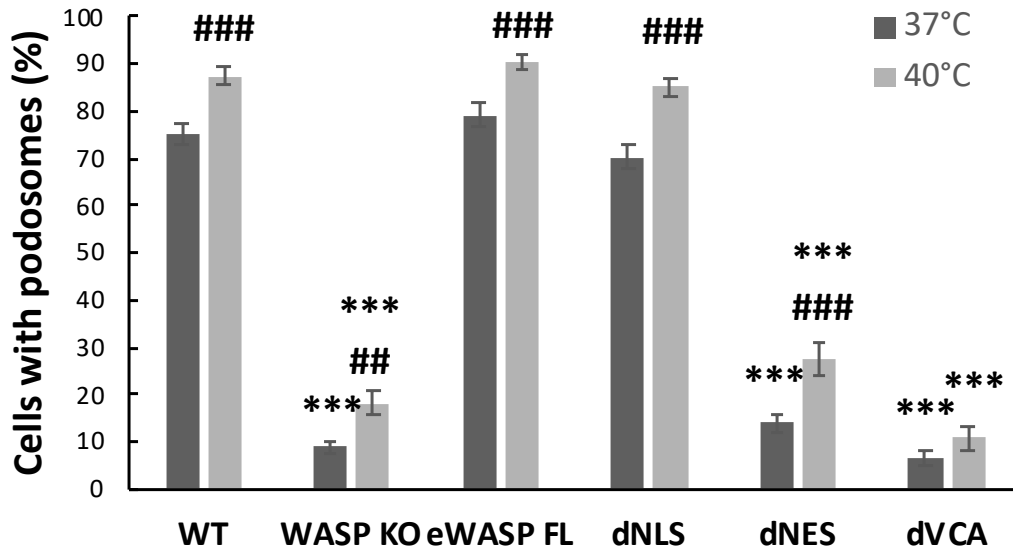 Cells with podosomes (%)
100
90
80
70
60
50
40
30
20
10
0
37°C
40°C
###
###
###
***
***
##
***
***
###
***
***
WT
WASP KO
eWASP FL
dNLS
dNES
dVCA